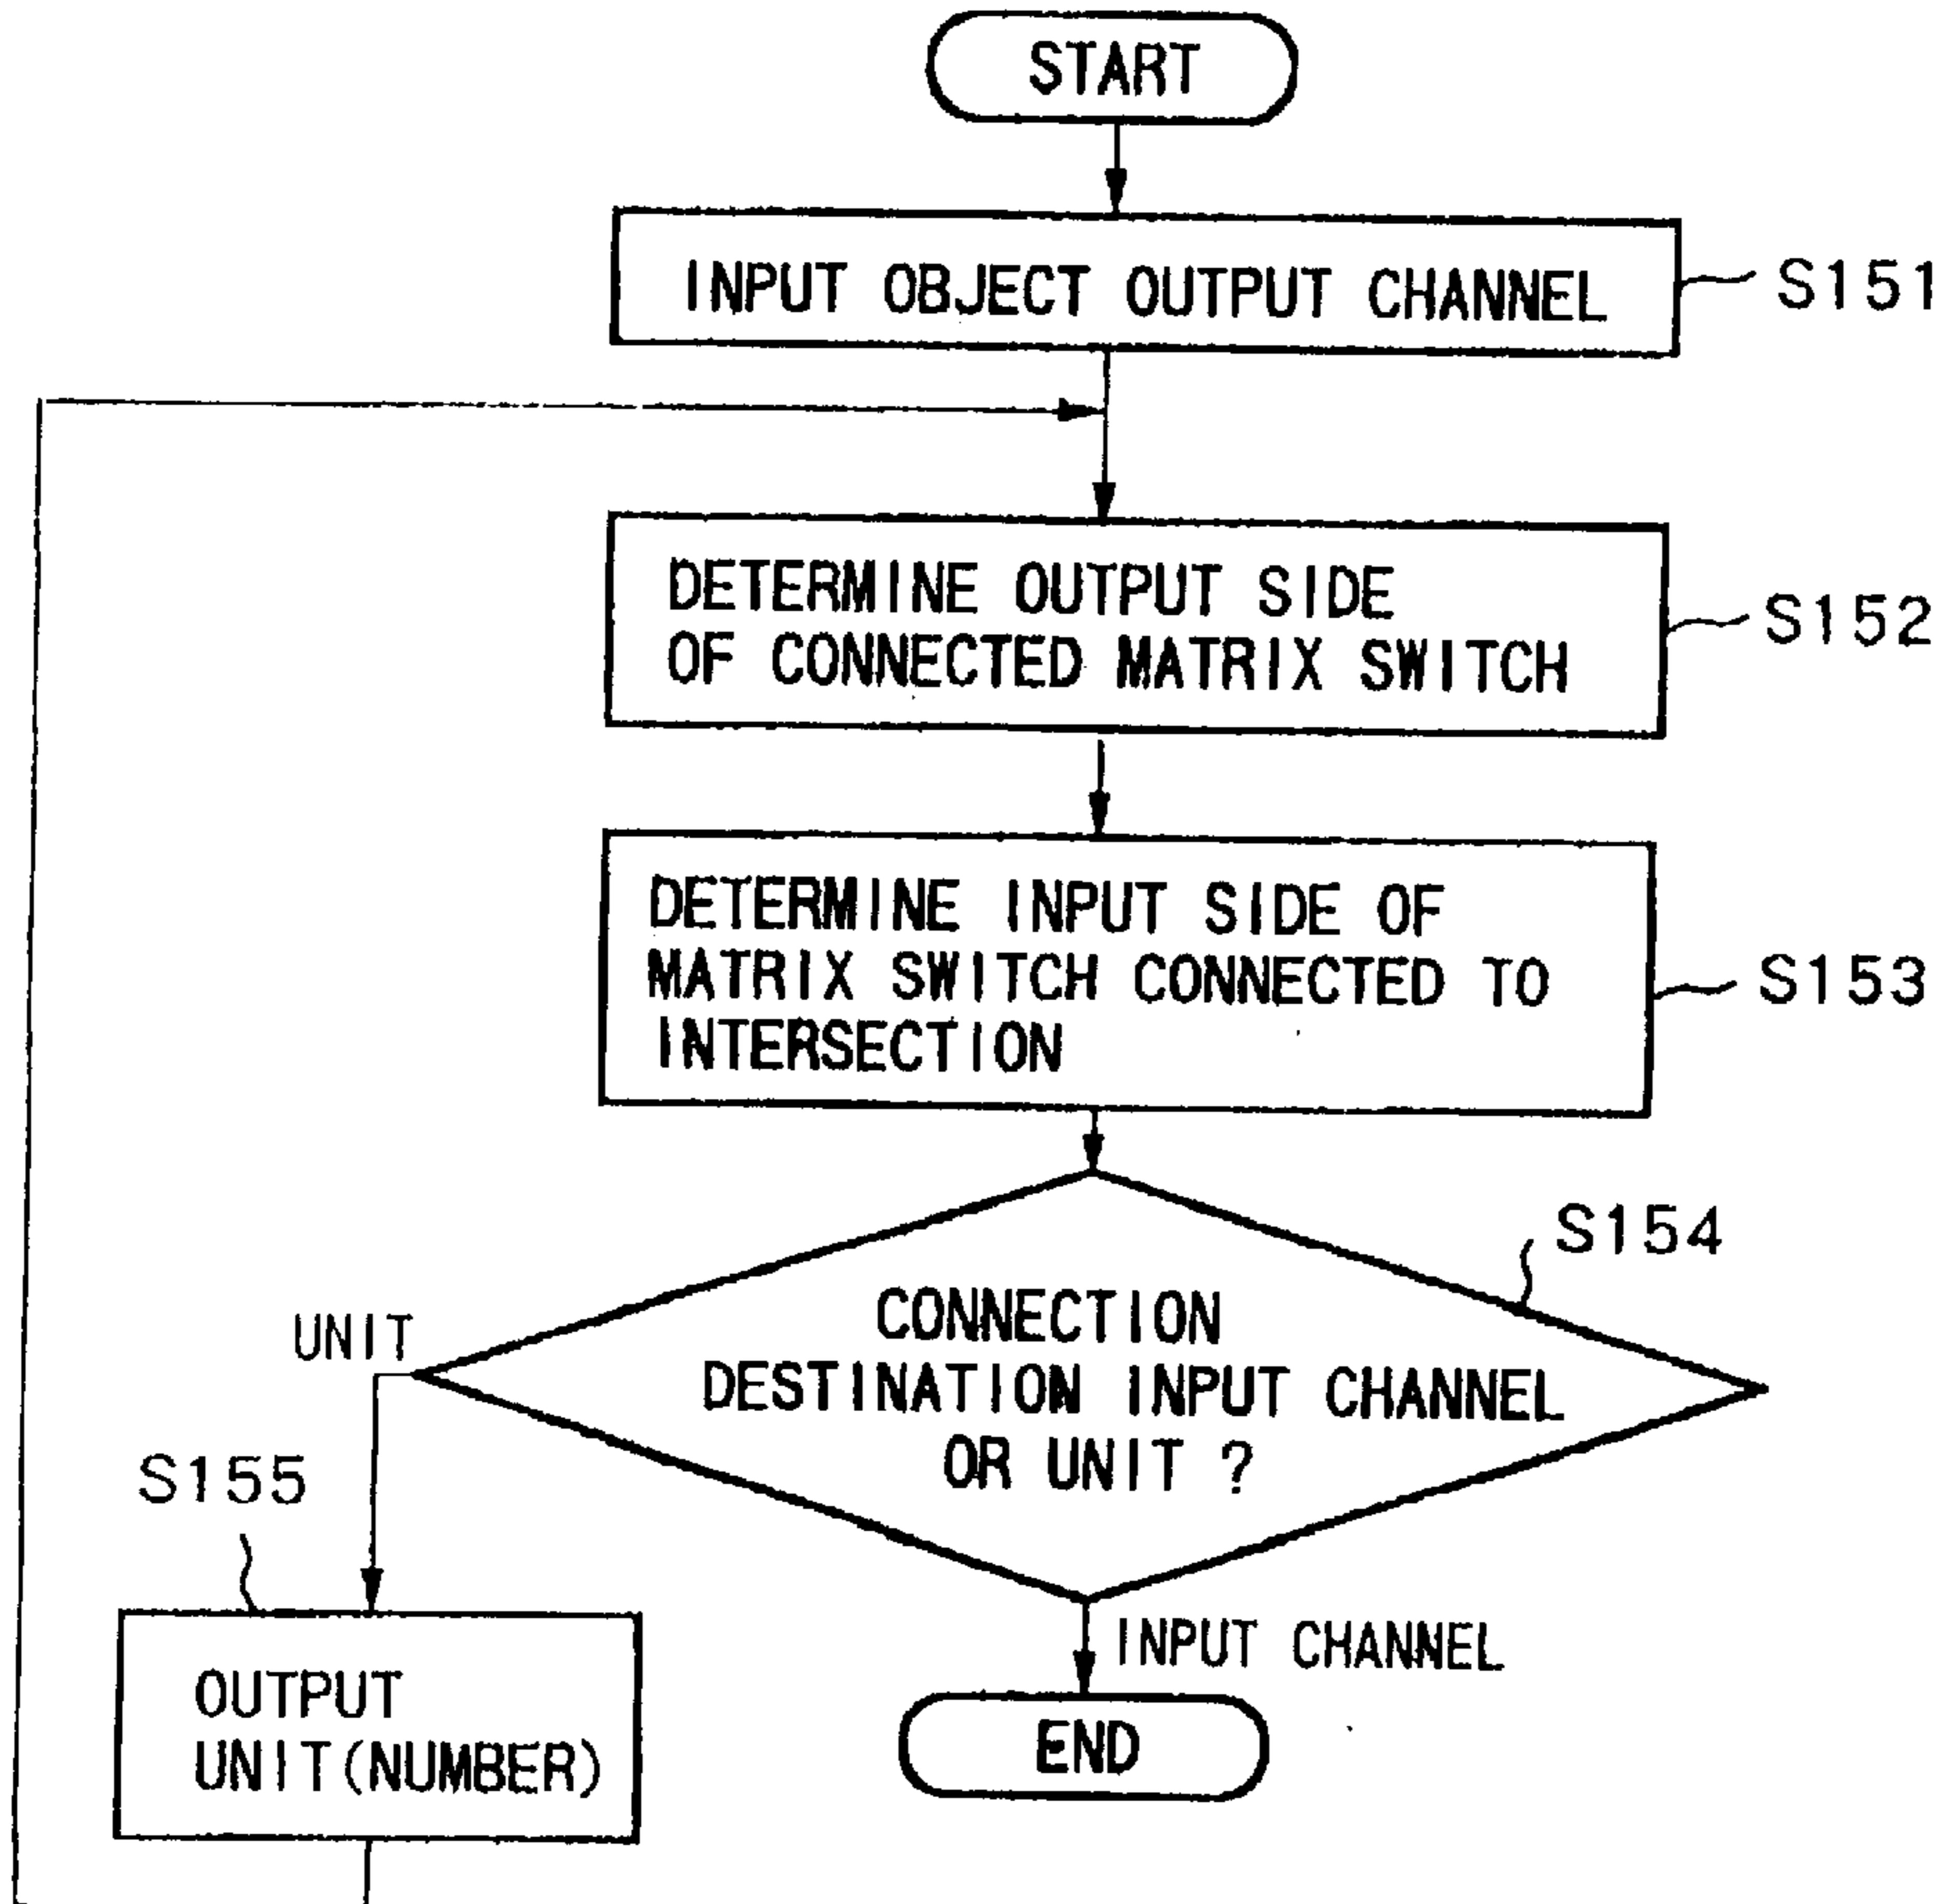 START
INPUT OBJECT OUTPUT CHANNEL
S151
DETERMINE OUTPUT SIDE
OF CONNECTED MATRIX SWITCH
S152
DETERMINE INPUT SIDE OF
MATRIX SWITCH CONNECTED TO
INTERSECTION
S153
S154
CONNECTION
DESTINATION INPUT CHANNEL
OR UNIT ?
UNIT
S155
OUTPUT
UNIT(NUMBER)
INPUT CHANNEL
END